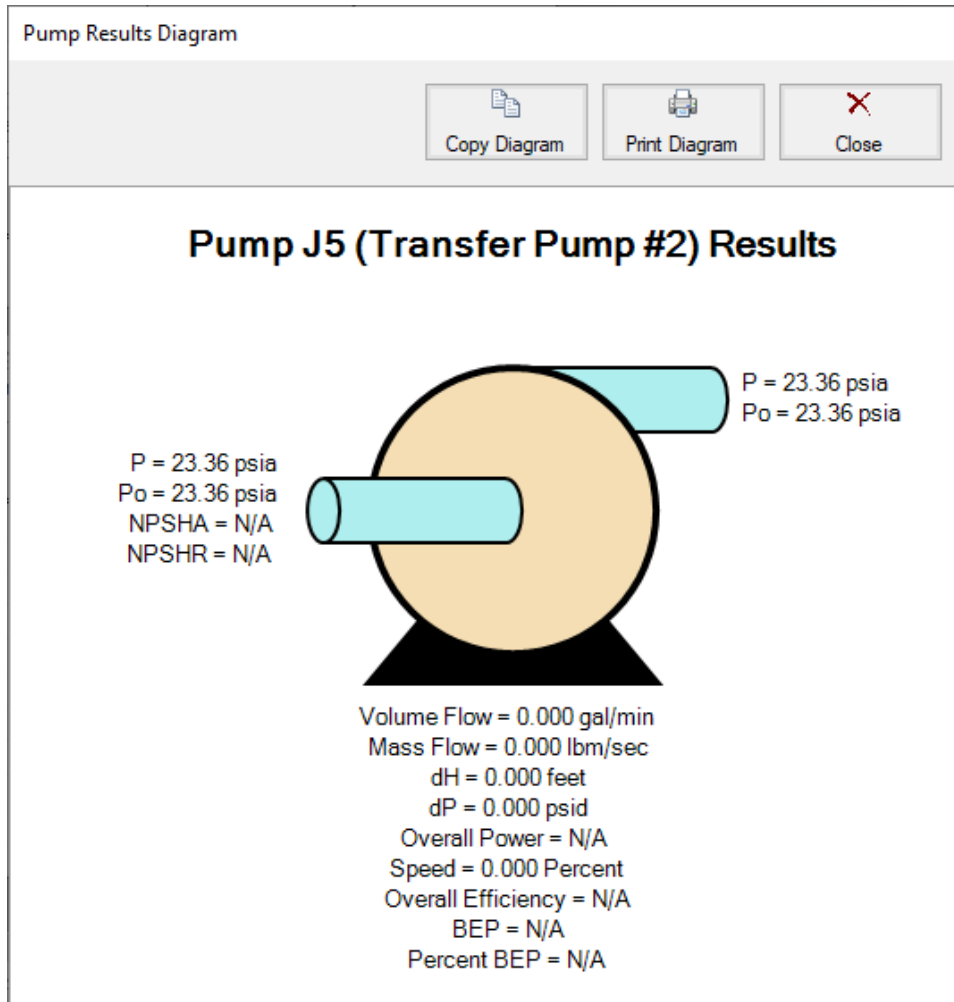 Pump Results Diagram
Copy Diagram
Print Diagram
Close
Pump J5 (Transfer Pump #2) Results
P = 23.36 psia
Po = 23.36 psia
P = 23.36 psia
Po = 23.36 psia
NPSHA = N/A
NPSHR = N/A
Volume Flow = 0.000 gal/min
Mass Flow = 0.000 lbm/sec
dH = 0.000 feet
dP = 0.000 psid
Overall Power = N/A
Speed = 0.000 Percent
Overall Efficiency = N/A
BEP = N/A
Percent BEP = N/A